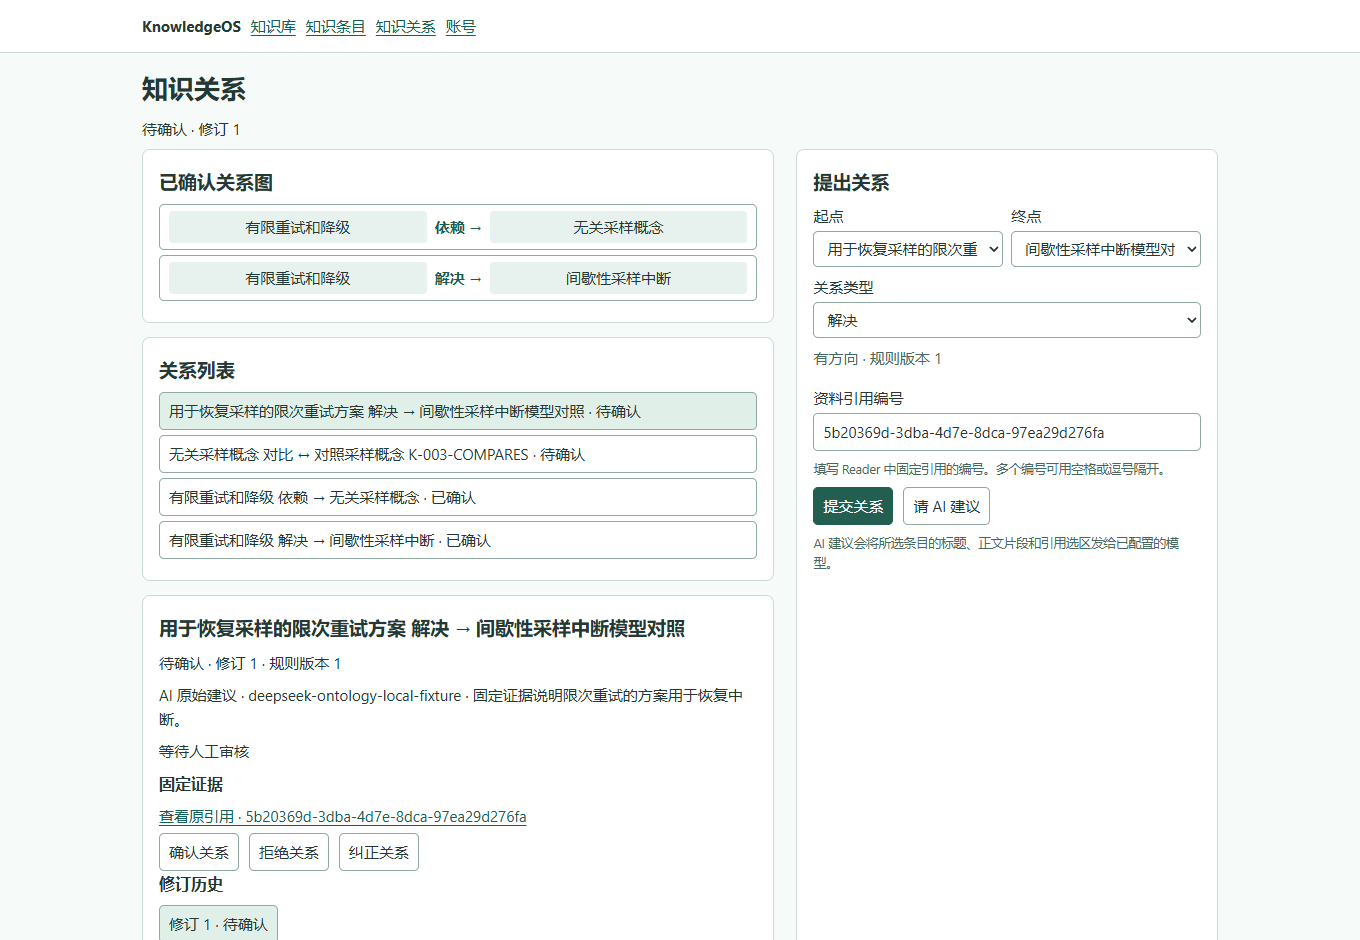 KnowledgeOS 知识库 知识条目 知识关系 账号
知识关系
待确认 · 修订 1
已确认关系图
有限重试和降级 依赖 → 无关采样概念
有限重试和降级 解决 → 间歇性采样中断
关系列表
用于恢复采样的限次重试方案 解决 → 间歇性采样中断模型对照 · 待确认
无关采样概念 对比 ↔ 对照采样概念 K-003-COMPARES · 待确认
有限重试和降级 依赖 → 无关采样概念 · 已确认
有限重试和降级 解决 → 间歇性采样中断 · 已确认
用于恢复采样的限次重试方案 解决 → 间歇性采样中断模型对照
待确认 · 修订 1 · 规则版本 1
AI 原始建议 · deepseek-ontology-local-fixture · 固定证据说明限次重试的方案用于恢复中
断。
等待人工审核
固定证据
查看原引用 · 5b20369d-3dba-4d7e-8dca-97ea29d276fa
确认关系 拒绝关系 纠正关系
修订历史
修订 1 · 待确认
提出关系
起点 终点
用于恢复采样的限次重 间歇性采样中断模型对
关系类型
解决
有方向 · 规则版本 1
资料引用编号
5b20369d-3dba-4d7e-8dca-97ea29d276fa
填写 Reader 中固定引用的编号。多个编号可用空格或逗号隔开。
提交关系 请 AI 建议
AI 建议会将所选条目的标题、正文片段和引用选区发给已配置的模
型。